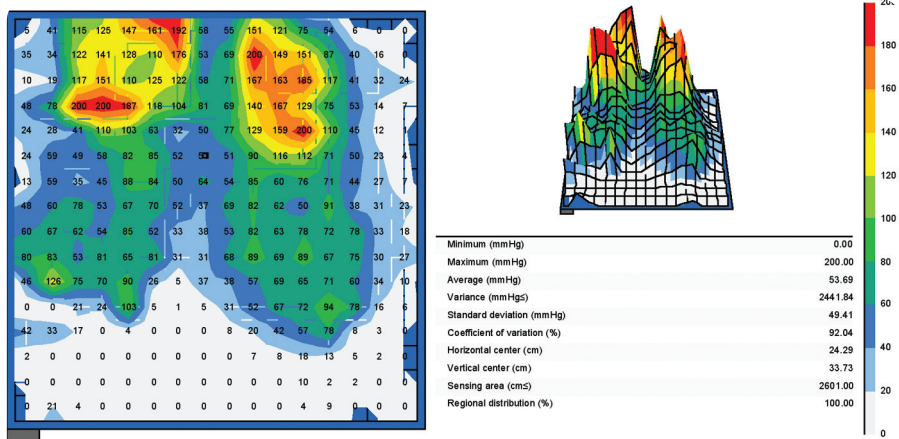 5 41 115 125 147 161 192 58 55 151 121 75 54 6 0 0
35 34 122 141 128 110 176 53 69 200 149 151 87 40 16 0
10 19 117 151 110 125 122 58 71 167 163 185 117 41 32 24
48 78 200 200 187 118 104 81 69 140 167 129 75 53 14 7
24 28 41 110 103 63 32 50 77 129 159 200 110 45 12 1
24 59 49 58 82 85 52 51 90 116 112 71 50 23 4
13 59 35 45 88 84 50 64 54 85 60 76 71 44 27 7
48 60 78 53 67 70 52 37 69 82 62 50 91 38 31 23
60 67 62 54 85 52 33 38 53 82 63 78 72 78 33 18
80 83 53 81 65 81 31 31 68 89 69 89 67 75 30 27
46 126 75 70 90 26 5 37 38 57 69 65 71 60 34 10
0 0 21 24 103 5 1 5 31 52 67 72 94 78 16 6
42 33 17 0 4 0 0 0 8 20 42 57 78 8 3 0
2 0 0 0 0 0 0 0 0 7 8 18 13 5 2 0
0 0 0 0 0 0 0 0 0 0 0 10 2 2 0 0
0 21 4 0 0 0 0 0 0 0 0 4 9 0 0 0
200
180
160
140
120
100
80
60
40
20
0
Minimum (mmHg) 0.00
Maximum (mmHg) 200.00
Average (mmHg) 53.69
Variance (mmHg≤) 2441.84
Standard deviation (mmHg) 49.41
Coefficient of variation (%) 92.04
Horizontal center (cm) 24.29
Vertical center (cm) 33.73
Sensing area (cm≤) 2601.00
Regional distribution (%) 100.00